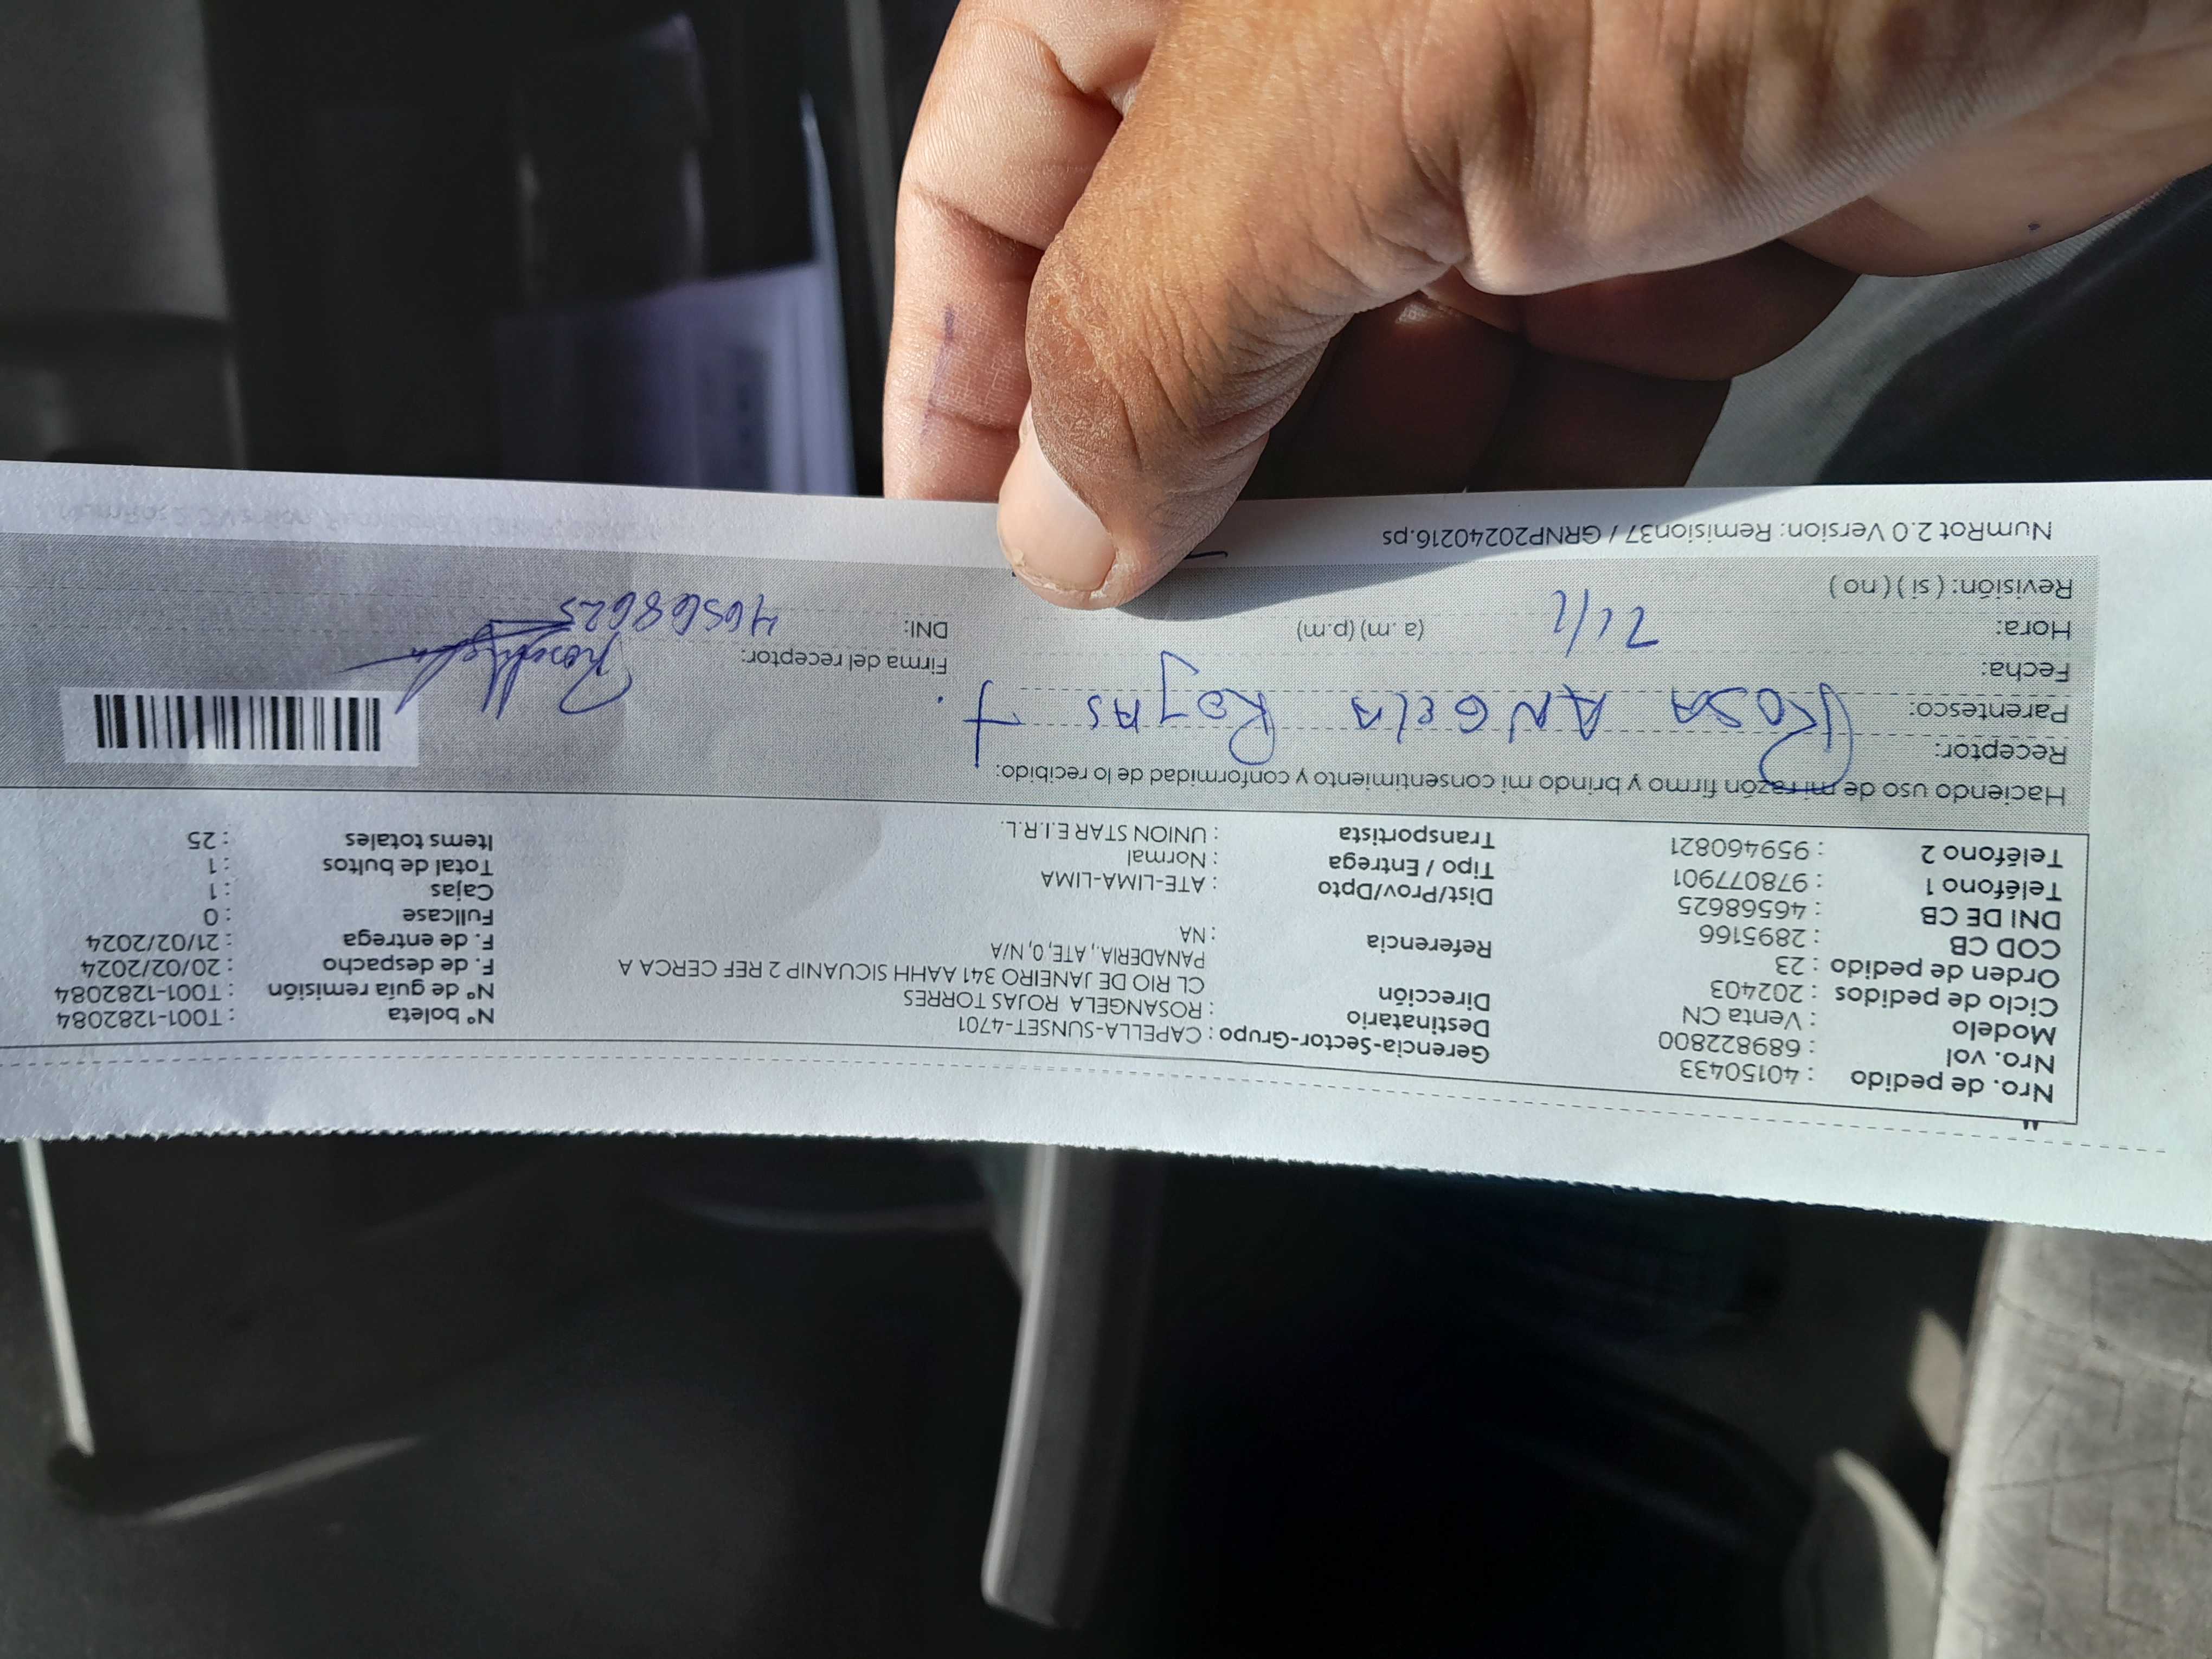 Nro. de pedido : 40150433
Nro. vol : 689822800
Modelo : Venta CN
Ciclo de pedidos : 202403
Orden de pedido : 23
COD CB : 2895166
DNI DE CB : 46568625
Teléfono 1 : 978077901
Teléfono 2 : 959460821
Gerencia-Sector-Grupo : CAPELLA-SUNSET-4701
Destinatario : ROSANGELA ROJAS TORRES
Dirección CL RIO DE JANEIRO 341 AAHH SICUANIP 2 REF CERCA A
PANADERIA., ATE, 0, N/A
Referencia : NA
Dist/Prov/Dpto : ATE-LIMA-LIMA
Tipo / Entrega : Normal
Transportista : UNION STAR E.I.R.L.
Nº boleta : T001-1282084
Nº de guía remisión : T001-1282084
F. de despacho : 20/02/2024
F. de entrega : 21/02/2024
Fullcase : 0
Cajas : 1
Total de bultos : 1
Items totales : 25
Haciendo uso de mi razón firmo y brindo mi consentimiento y conformidad de lo recibido:
Receptor:
Parentesco: ROSA ANGELA ROJAS T.
Fecha:
Hora: (a.m) (p.m)
Revisión: ( si ) ( no )
Firma del receptor:
DNI: 46568625
NumRot 2.0 Version: Remision37 / GRNP20240216.ps